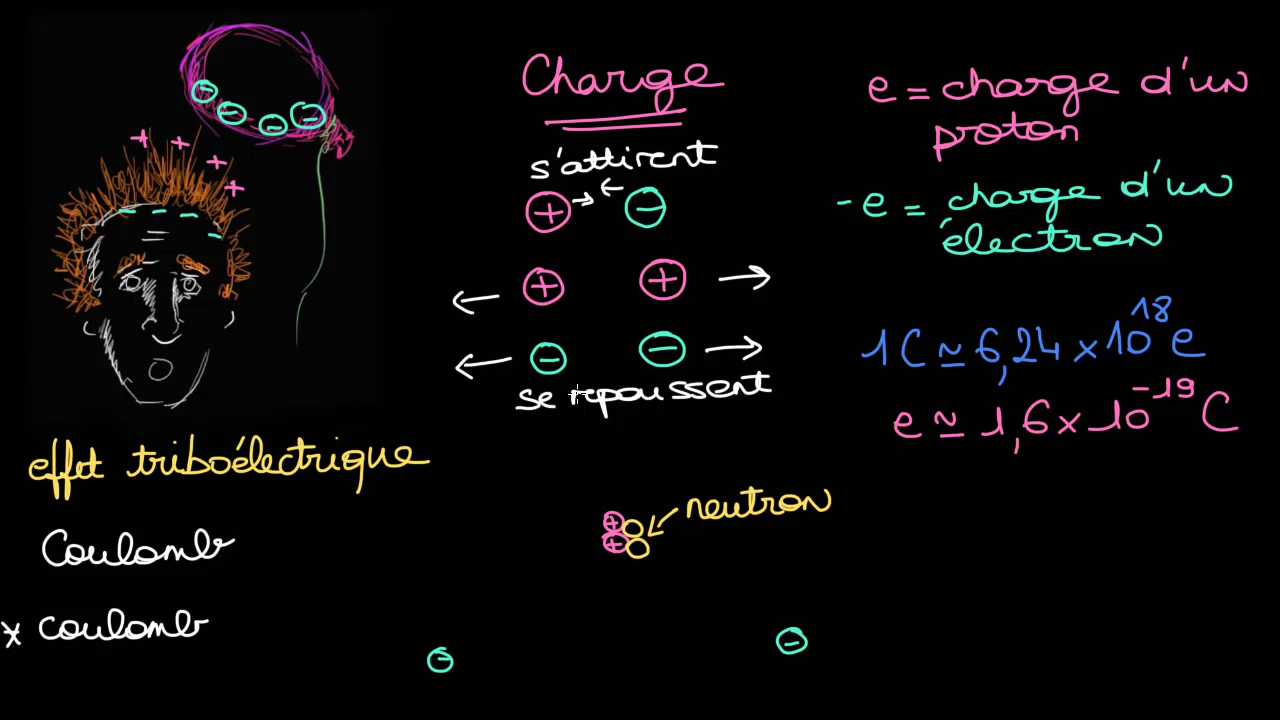 Charge
s'attirent
+ -
+ +
- -
se repoussent
e = charge d'un
proton
-e = charge d'un
électron
1C ≃ 6,24 × 10^18 e
e ≃ 1,6 × 10^-19 C
effet triboélectrique
Coulomb
* coulomb
neutron